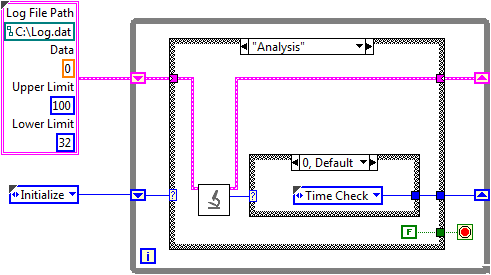 Log File Path
C:\Log.dat
Data
0
Upper Limit
100
Lower Limit
32
Initialize
"Analysis"
?
?
0, Default
Time Check
F
i